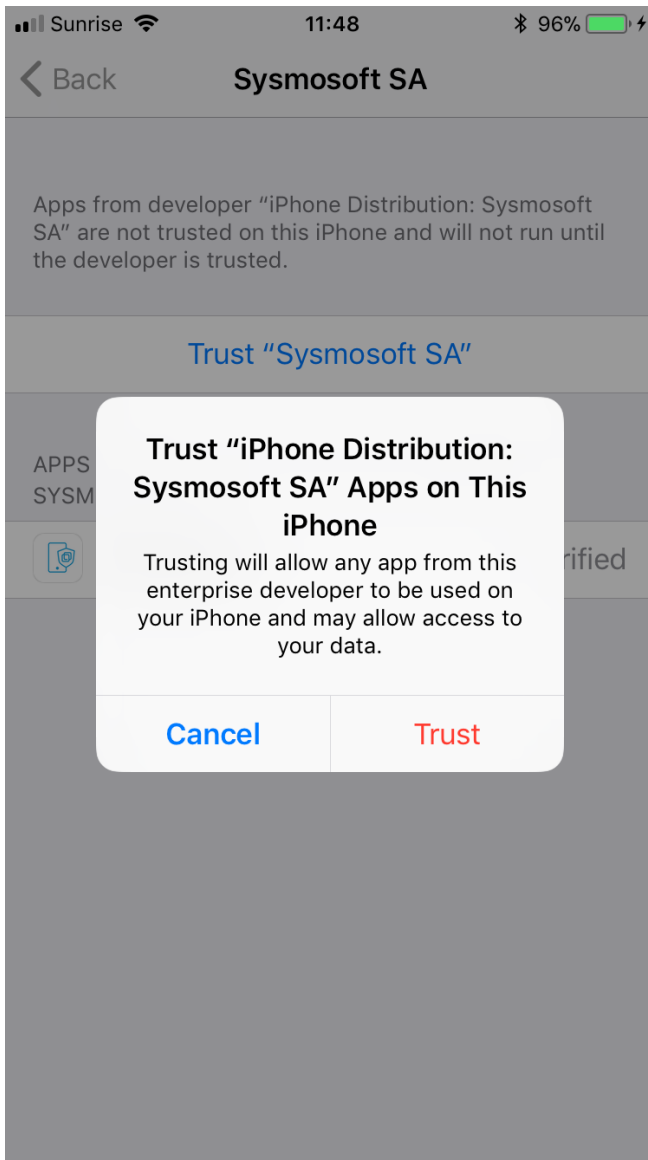 Sunrise 11:48 96%
Back Sysmosoft SA
Apps from developer “iPhone Distribution: Sysmosoft
SA” are not trusted on this iPhone and will not run until
the developer is trusted.
Trust “Sysmosoft SA”
APPS
Trust “iPhone Distribution:
Sysmosoft SA” Apps on This
iPhone
Trusting will allow any app from this
enterprise developer to be used on
your iPhone and may allow access to
your data.
Cancel Trust